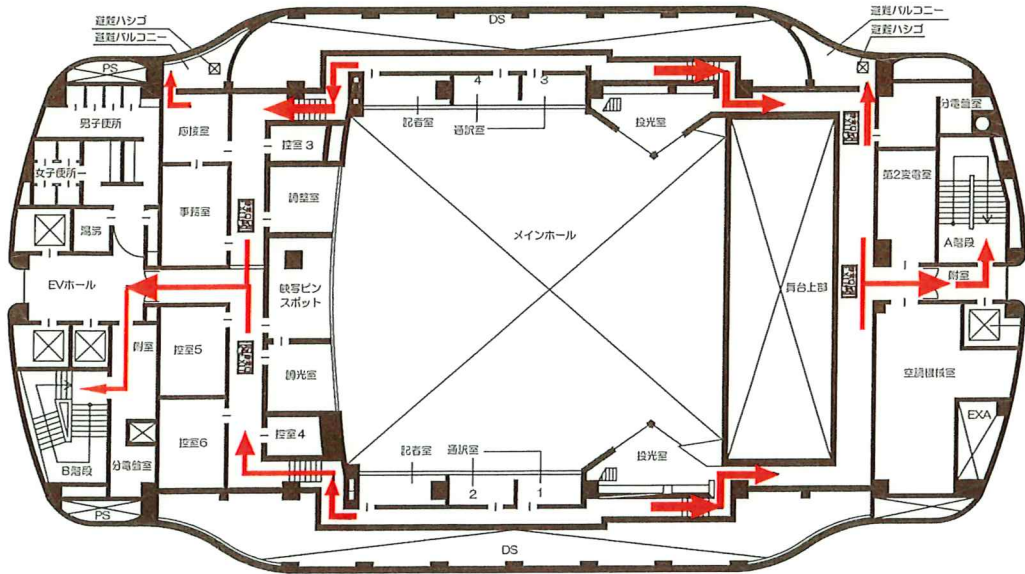 避難ハシゴ
避難バルコニー
DS
避難バルコニー
避難ハシゴ
PS
男子便所
女子便所
湯沸
EVホール
附室
B階段
分電盤室
PS
応接室
事務室
控室5
控室6
控室3
調整室
映写ピン
スポット
調光室
控室4
記者室
4
通訳室
3
投光室
メインホール
舞台上部
記者室
通訳室
2
1
投光室
分電盤室
第2変電室
A階段
附室
空調機械室
EXA
DS